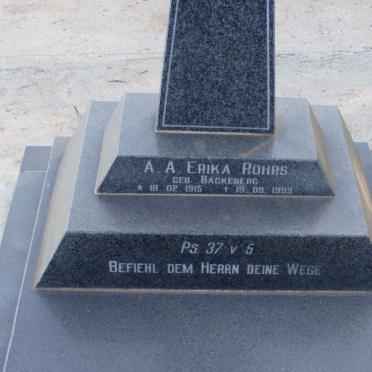 A. A. ERIKA ROHRS
GEB. BACKEBERG
* 18.02.1915 + 19.09.1999
Ps. 37 v 5
BEFIEHL DEM HERRN DEINE WEGE